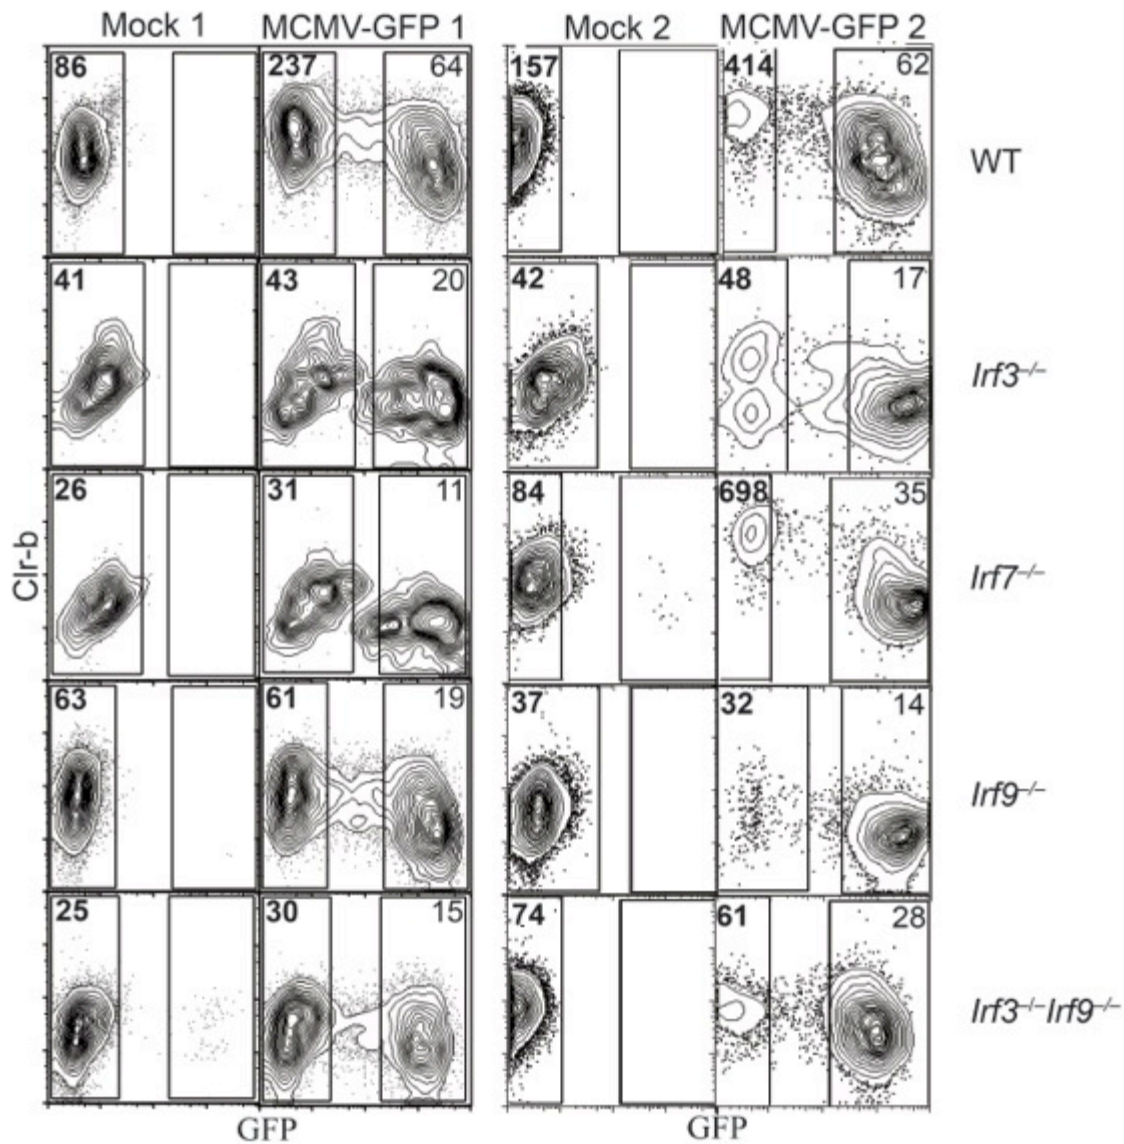 Mock 1 MCMV-GFP 1 Mock 2 MCMV-GFP 2
86 237 64 157 414 62 WT
41 43 20 42 48 17 Irf3–/–
26 31 11 84 698 35 Irf7–/–
63 61 19 37 32 14 Irf9–/–
25 30 15 74 61 28 Irf3–/–Irf9–/–
Clr-b
GFP GFP